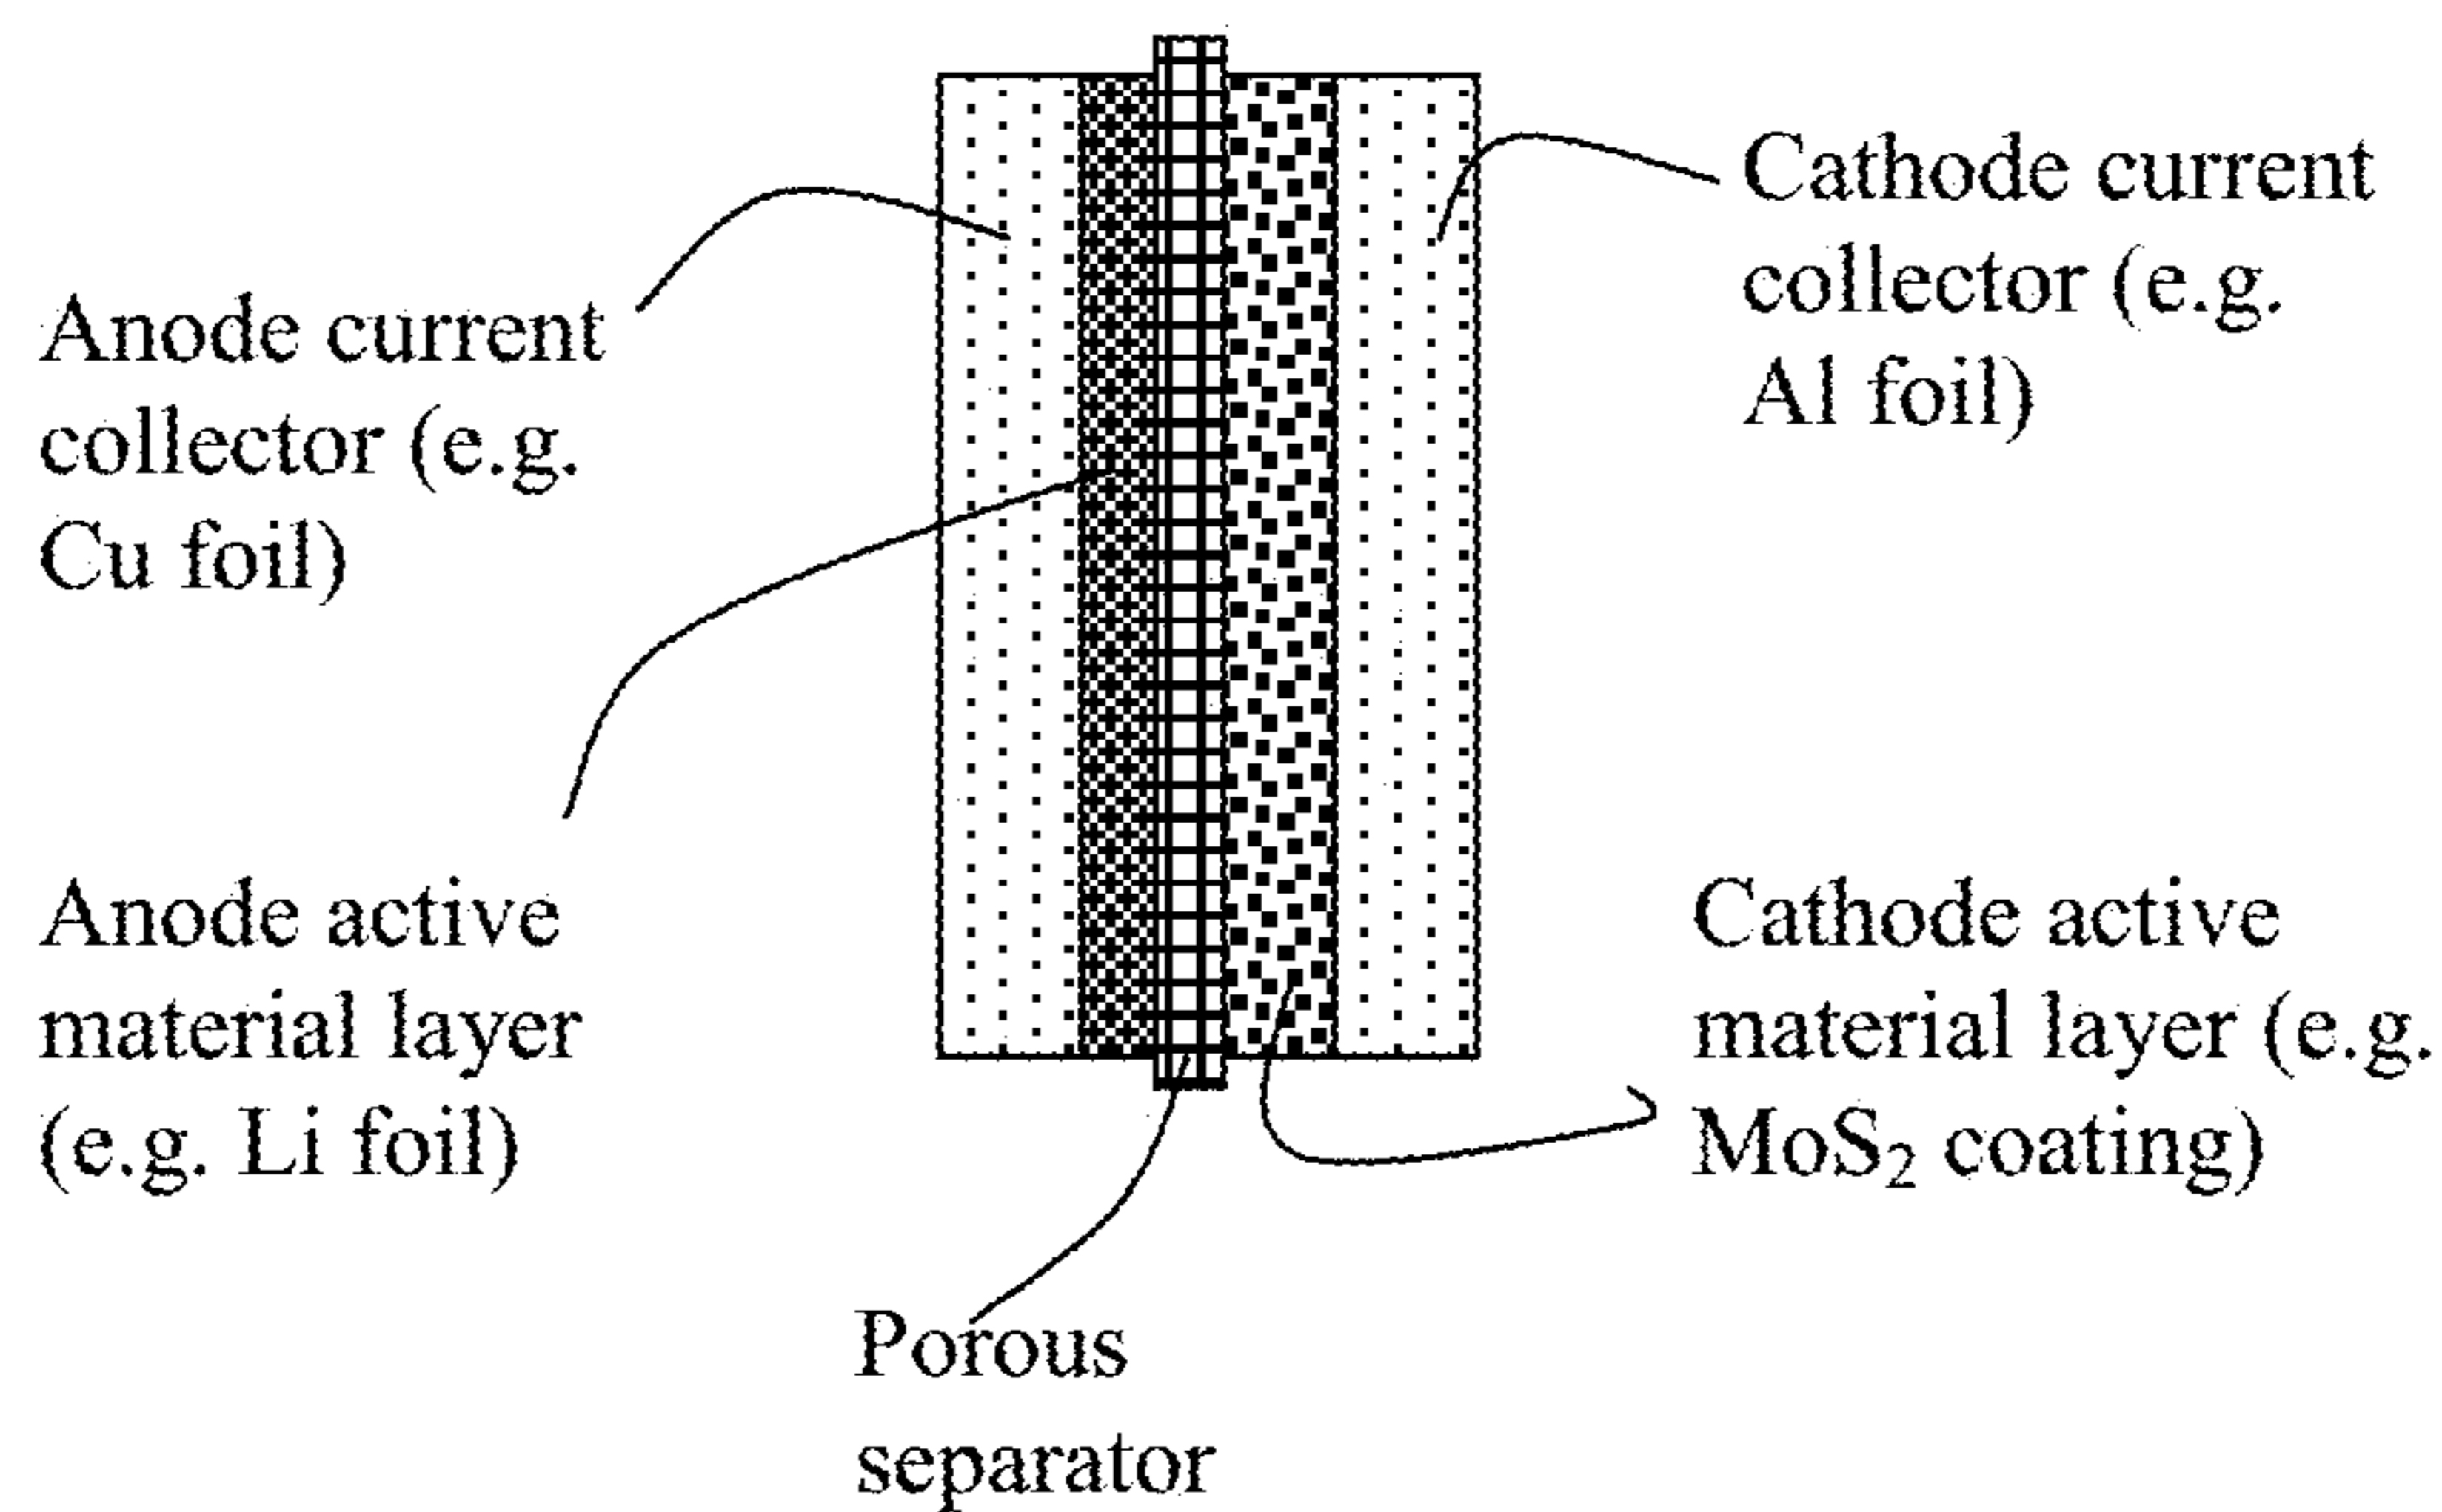 Anode current
collector (e.g.
Cu foil)
Anode active
material layer
(e.g. Li foil)
Porous
separator
Cathode current
collector (e.g.
Al foil)
Cathode active
material layer (e.g.
MoS₂ coating)